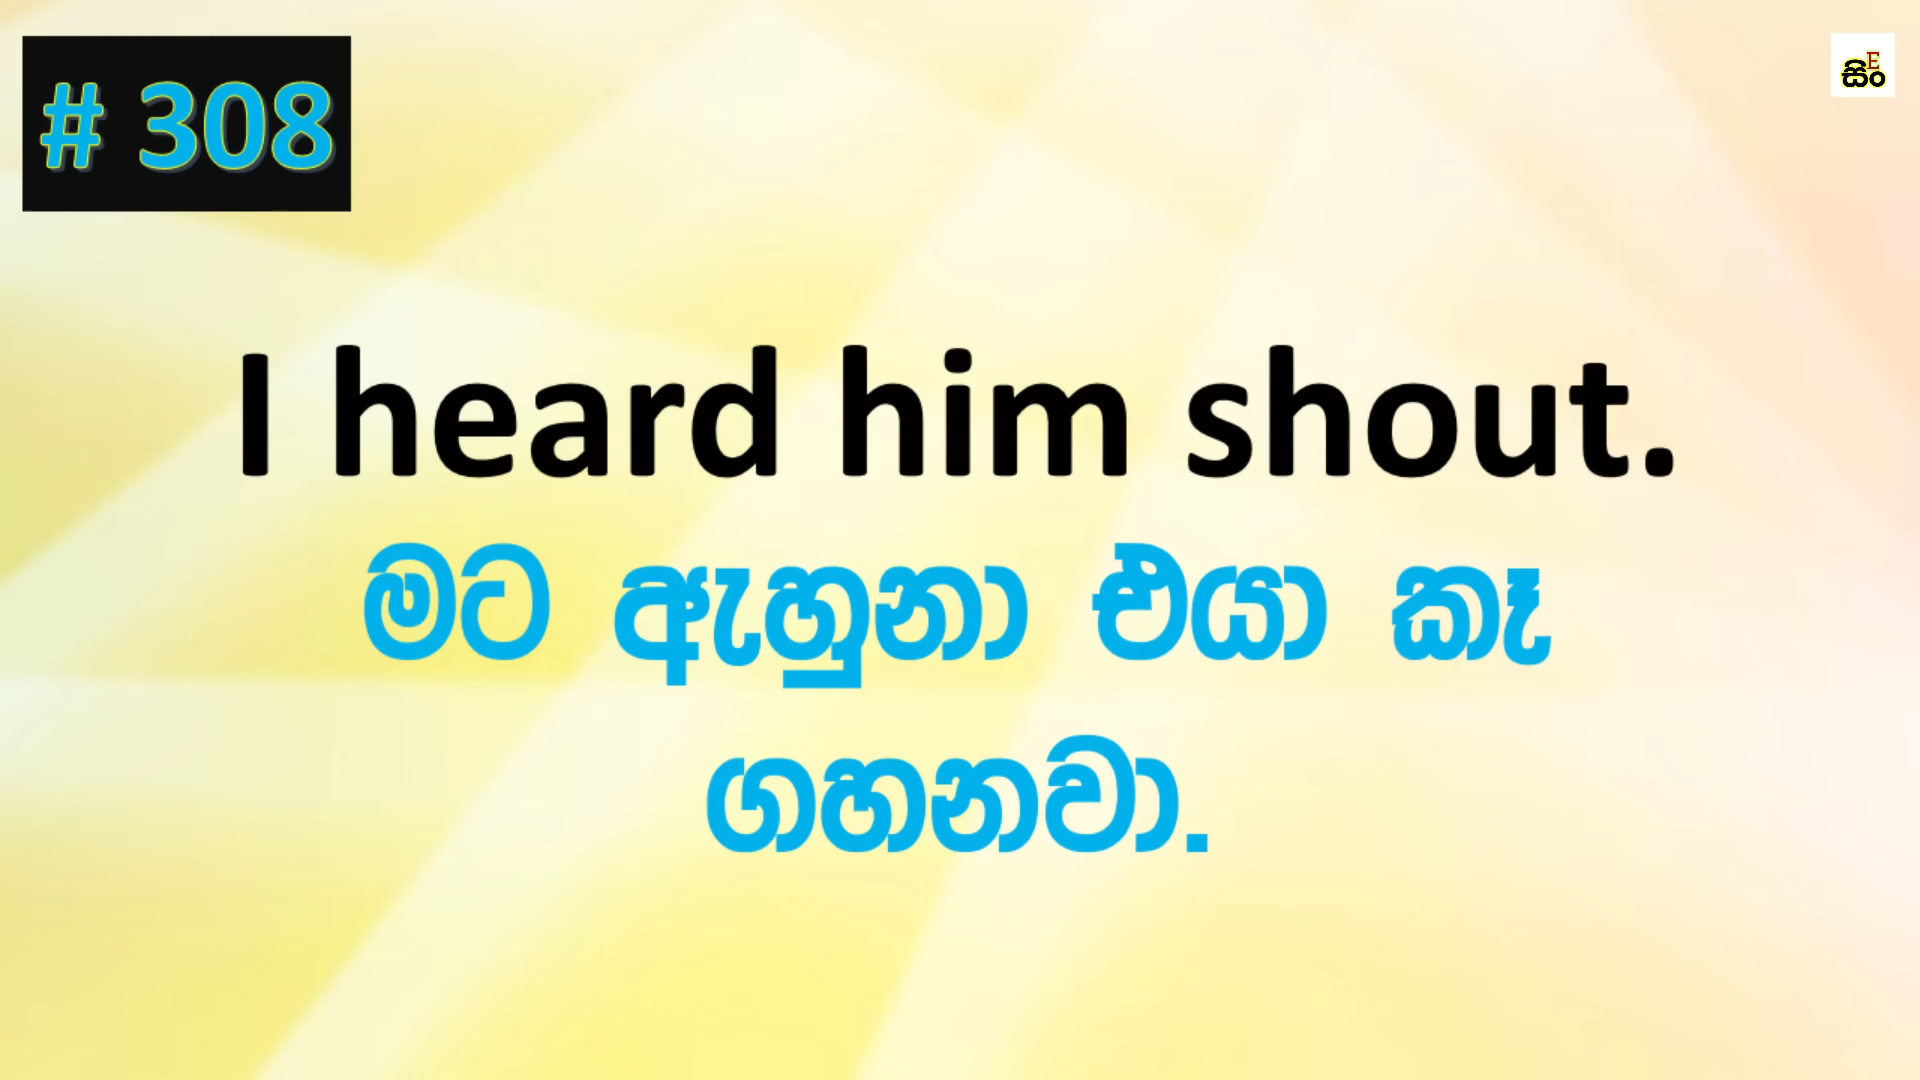 # 308
සිං
E
I heard him shout.
මට ඇහුනා එයා කෑ
ගහනවා.